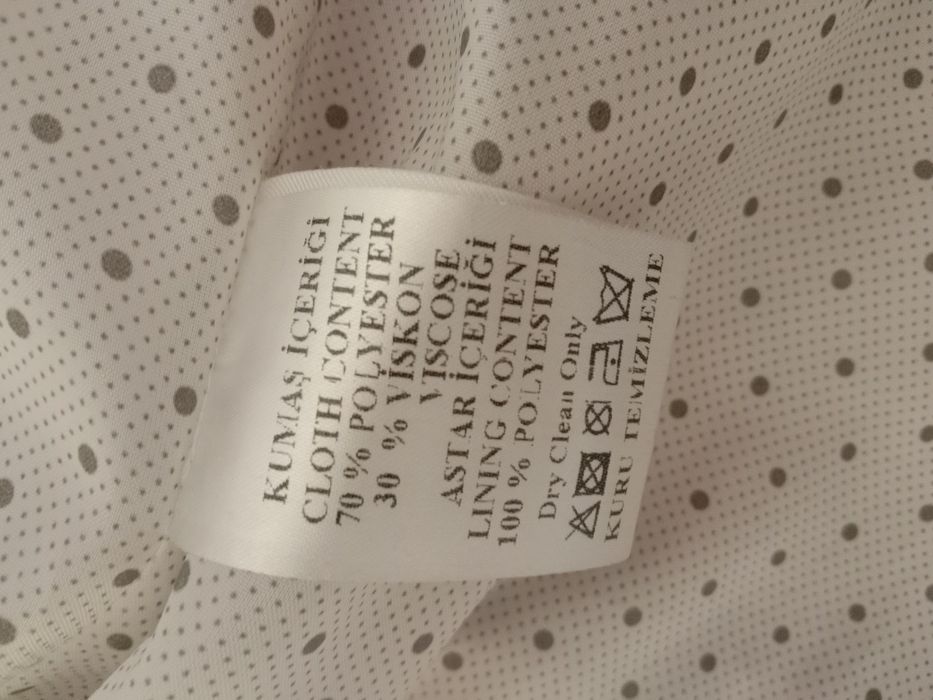 KUMAŞ İÇERİĞİ
CLOTH CONTENT
70 % POLYESTER
30 % VİSKON
VISCOSE
ASTAR İÇERİĞİ
LINING CONTENT
100 % POLYESTER
Dry Clean Only
KURU TEMİZLEME